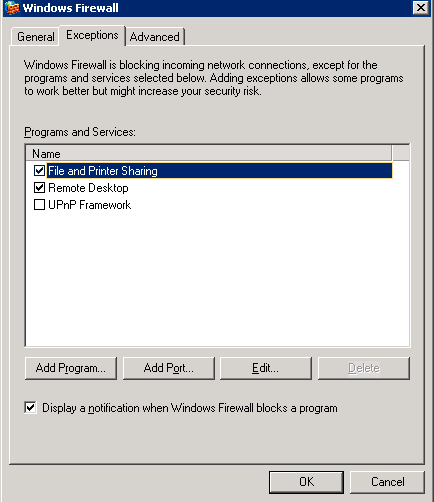 Windows Firewall
General Exceptions Advanced
Windows Firewall is blocking incoming network connections, except for the
programs and services selected below. Adding exceptions allows some programs
to work better but might increase your security risk.
Programs and Services:
Name
File and Printer Sharing
Remote Desktop
UPnP Framework
Add Program... Add Port... Edit... Delete
Display a notification when Windows Firewall blocks a program
OK Cancel